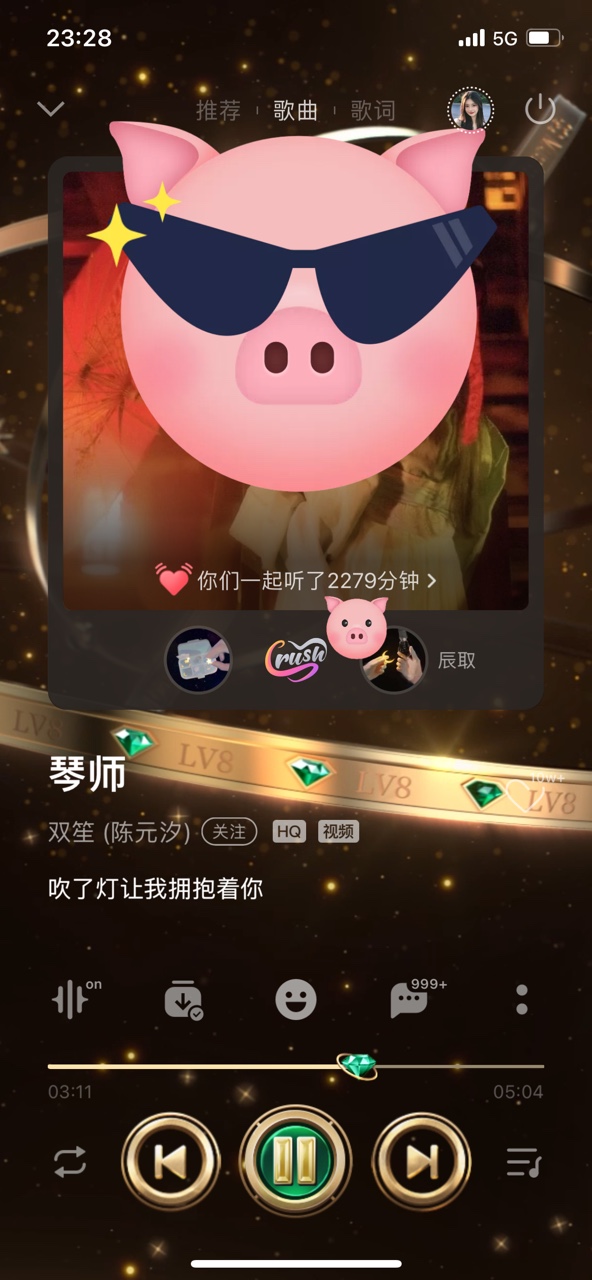 23:28
5G
推荐
歌曲
歌词
你们一起听了2279分钟
Crush
辰取
LV8 LV8 LV8 LV8
琴师
10w+
双笙 (陈元汐) 关注 HQ 视频
吹了灯让我拥抱着你
on
999+
03:11
05:04